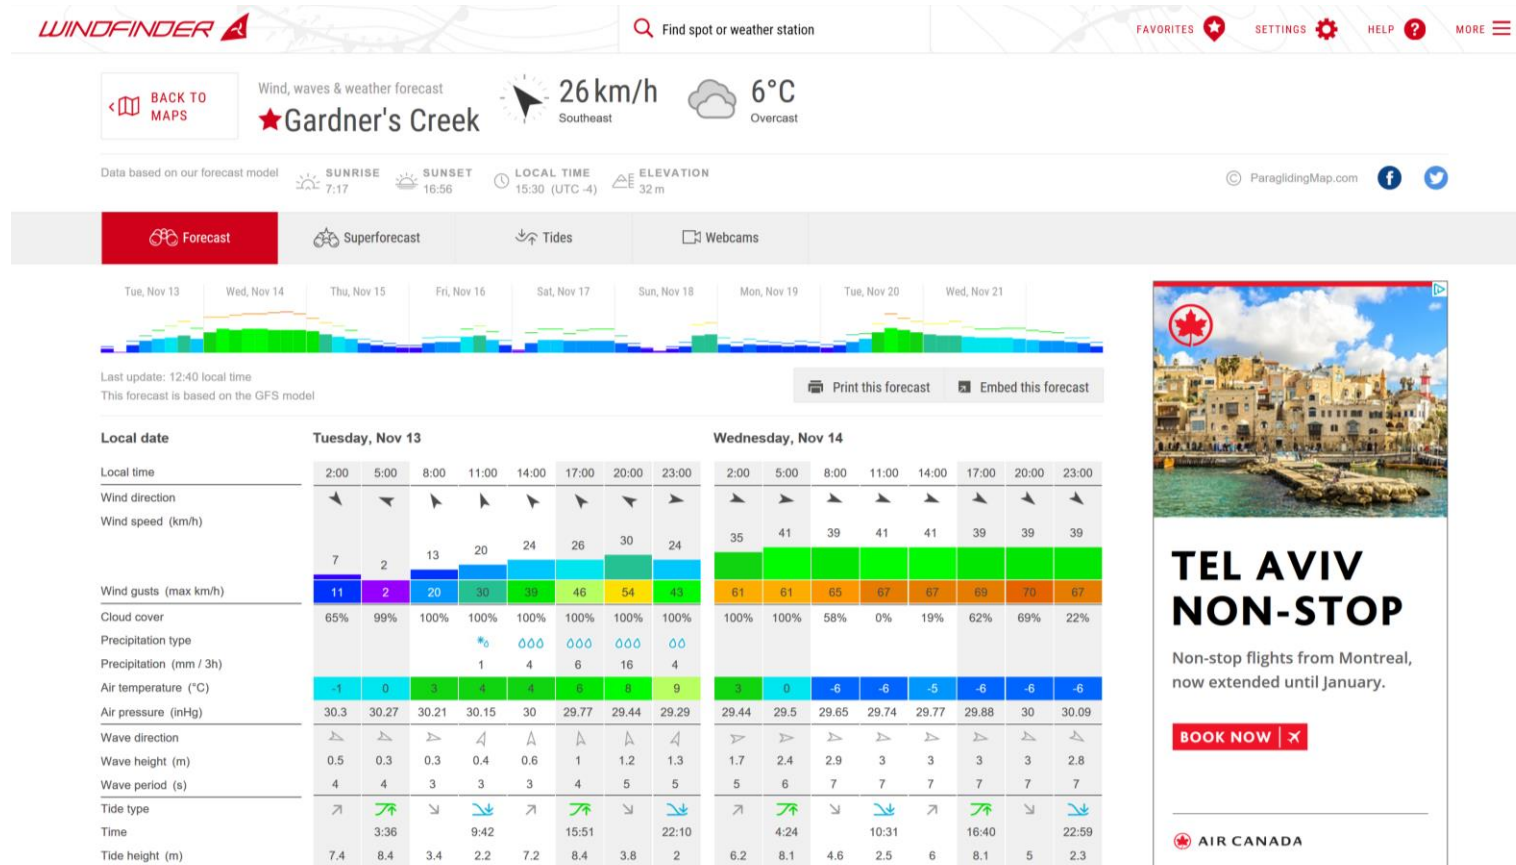 WINDFINDER
Find spot or weather station
FAVORITES SETTINGS HELP ? MORE
BACK TO MAPS
Wind, waves & weather forecast
Gardner's Creek
26 km/h
Southeast
6°C
Overcast
Data based on our forecast model
SUNRISE 7:17
SUNSET 16:56
LOCAL TIME 15:30 (UTC -4)
ELEVATION 32 m
© ParaglidingMap.com
Forecast Superforecast Tides Webcams
Tue, Nov 13 Wed, Nov 14 Thu, Nov 15 Fri, Nov 16 Sat, Nov 17 Sun, Nov 18 Mon, Nov 19 Tue, Nov 20 Wed, Nov 21
Last update: 12:40 local time
This forecast is based on the GFS model
Print this forecast Embed this forecast
Local date Tuesday, Nov 13 Wednesday, Nov 14
Local time 2:00 5:00 8:00 11:00 14:00 17:00 20:00 23:00 2:00 5:00 8:00 11:00 14:00 17:00 20:00 23:00
Wind direction
Wind speed (km/h) 7 2 13 20 24 26 30 24 35 41 39 41 41 39 39 39
Wind gusts (max km/h) 11 2 20 30 39 46 54 43 61 61 65 67 67 69 70 67
Cloud cover 65% 99% 100% 100% 100% 100% 100% 100% 100% 100% 58% 0% 19% 62% 69% 22%
Precipitation type
Precipitation (mm / 3h) 1 4 6 16 4
Air temperature (°C) -1 0 3 4 4 6 8 9 3 0 -6 -6 -5 -6 -6 -6
Air pressure (inHg) 30.3 30.27 30.21 30.15 30 29.77 29.44 29.29 29.44 29.5 29.65 29.74 29.77 29.88 30 30.09
Wave direction
Wave height (m) 0.5 0.3 0.3 0.4 0.6 1 1.2 1.3 1.7 2.4 2.9 3 3 3 3 2.8
Wave period (s) 4 4 3 3 3 4 5 5 5 6 7 7 7 7 7 7
Tide type
Time 3:36 9:42 15:51 22:10 4:24 10:31 16:40 22:59
Tide height (m) 7.4 8.4 3.4 2.2 7.2 8.4 3.8 2 6.2 8.1 4.6 2.5 6 8.1 5 2.3
TEL AVIV
NON-STOP
Non-stop flights from Montreal,
now extended until January.
BOOK NOW
AIR CANADA